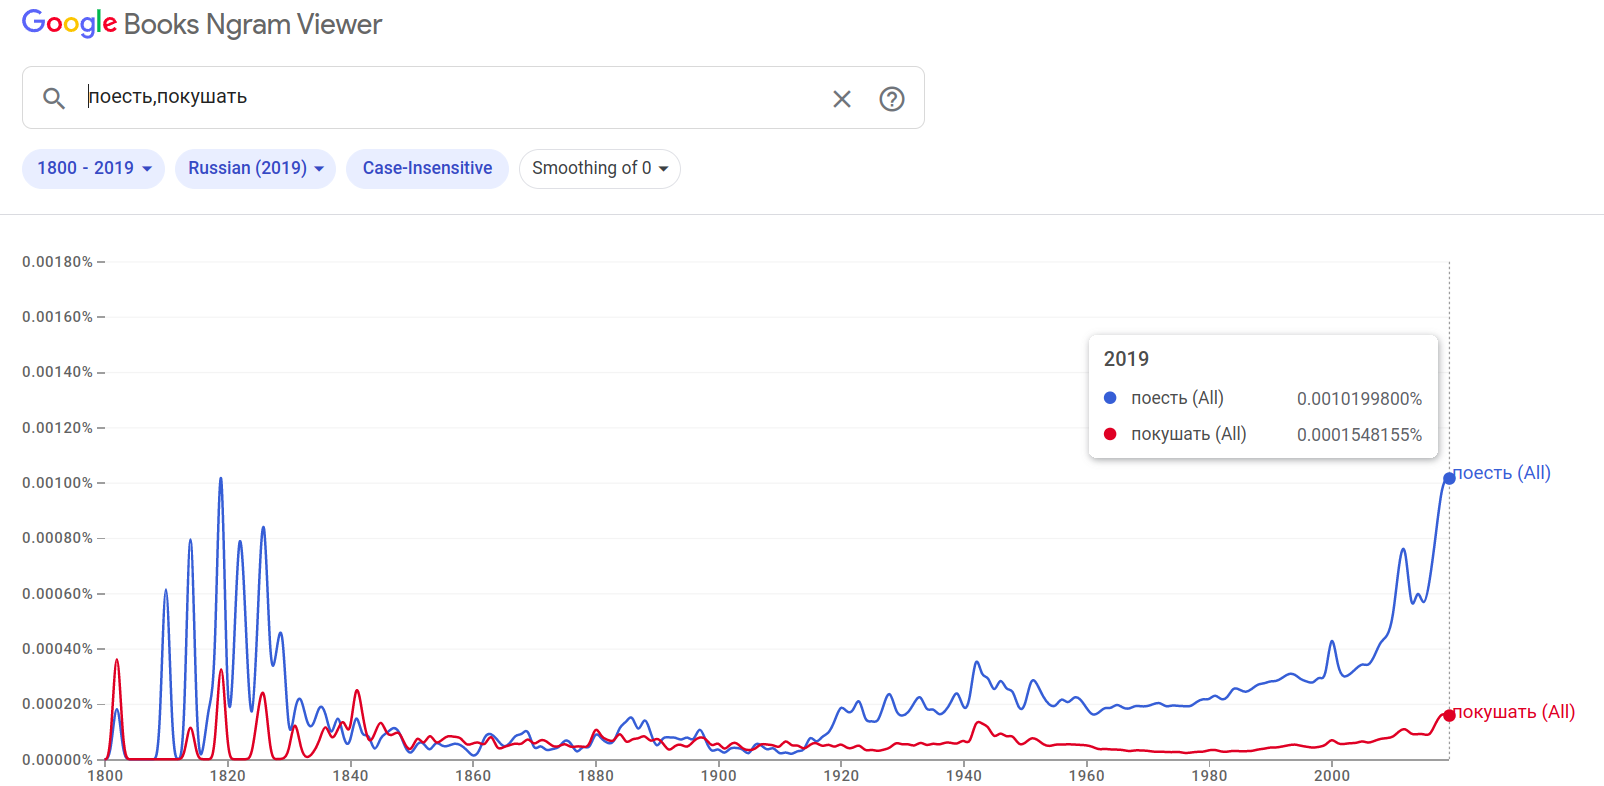 Google Books Ngram Viewer
поесть,покушать
1800 - 2019 Russian (2019) Case-Insensitive Smoothing of 0
0.00180%
0.00160%
0.00140%
0.00120%
0.00100%
0.00080%
0.00060%
0.00040%
0.00020%
0.00000%
2019
поесть (All) 0.0010199800%
покушать (All) 0.0001548155%
поесть (All)
покушать (All)
1800 1820 1840 1860 1880 1900 1920 1940 1960 1980 2000